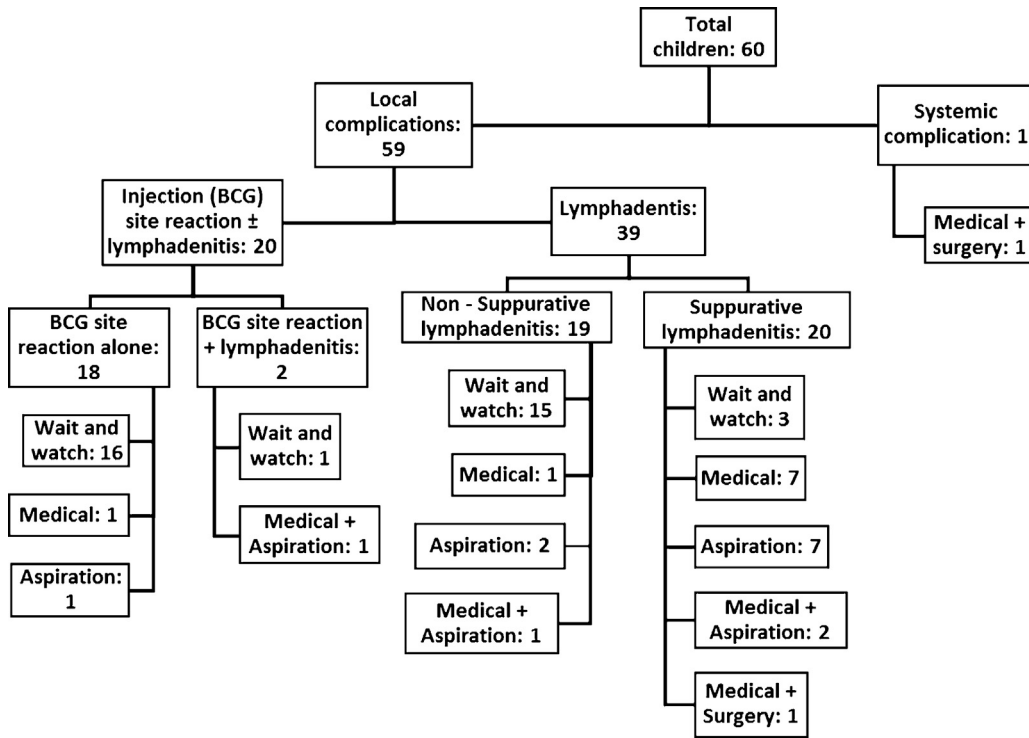 Total
children: 60
Local
complications:
59
Systemic
complication: 1
Medical +
surgery: 1
Injection (BCG)
site reaction ±
lymphadenitis: 20
Lymphadentis:
39
BCG site
reaction alone:
18
BCG site reaction
+ lymphadenitis:
2
Non - Suppurative
lymphadenitis: 19
Suppurative
lymphadenitis: 20
Wait and
watch: 16
Medical: 1
Aspiration:
1
Wait and
watch: 1
Medical +
Aspiration: 1
Wait and
watch: 15
Medical: 1
Aspiration: 2
Medical +
Aspiration: 1
Wait and
watch: 3
Medical: 7
Aspiration: 7
Medical +
Aspiration: 2
Medical +
Surgery: 1